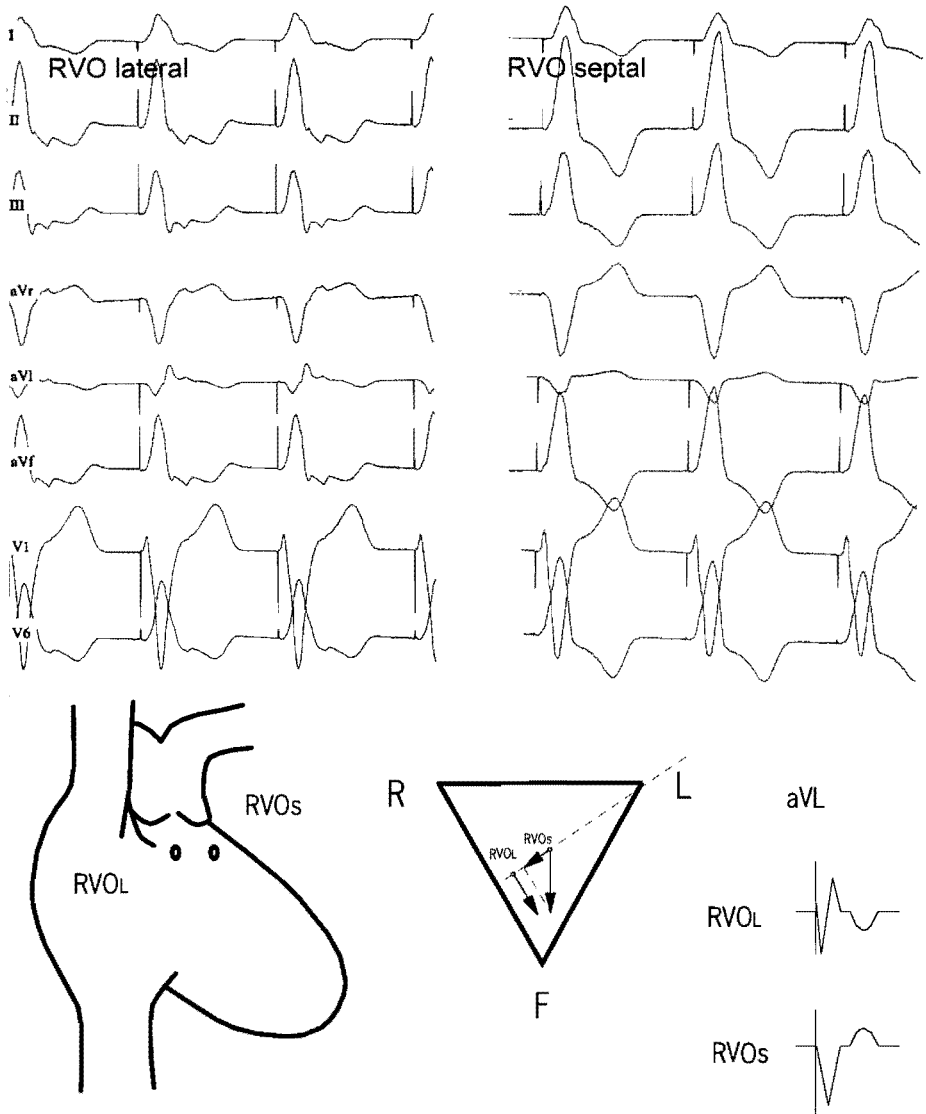 I
RVO lateral
II
III
aVr
aVl
aVf
V1
V6
RVO septal
RVOs
RVOL
R
L
RVOL
RVOs
F
aVL
RVOL
RVOs